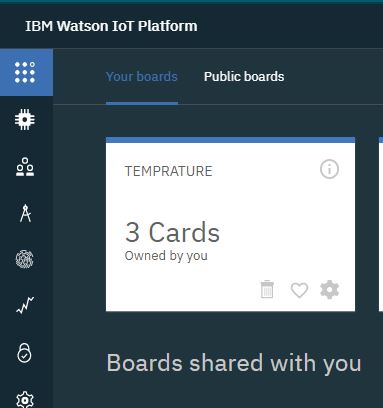 IBM Watson IoT Platform
Your boards Public boards
TEMPRATURE
3 Cards
Owned by you
Boards shared with you